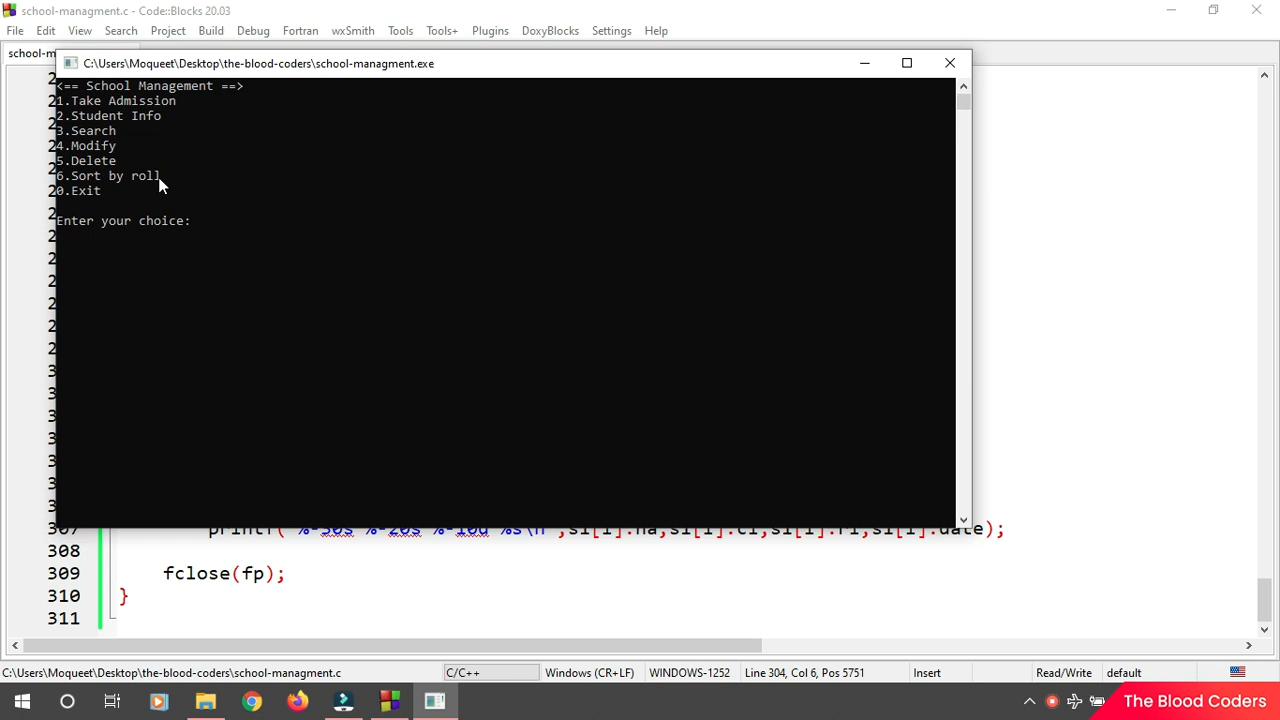 school-managment.c - Code::Blocks 20.03
File Edit View Search Project Build Debug Fortran wxSmith Tools Tools+ Plugins DoxyBlocks Settings Help
school-m
C:\Users\Moqueet\Desktop\the-blood-coders\school-managment.exe
<== School Management ==>
1.Take Admission
2.Student Info
3.Search
4.Modify
5.Delete
6.Sort by roll
0.Exit
Enter your choice:
308
309 fclose(fp);
310 }
311
C:\Users\Moqueet\Desktop\the-blood-coders\school-managment.c C/C++ Windows (CR+LF) WINDOWS-1252 Line 304, Col 6, Pos 5751 Insert Read/Write default
The Blood Coders